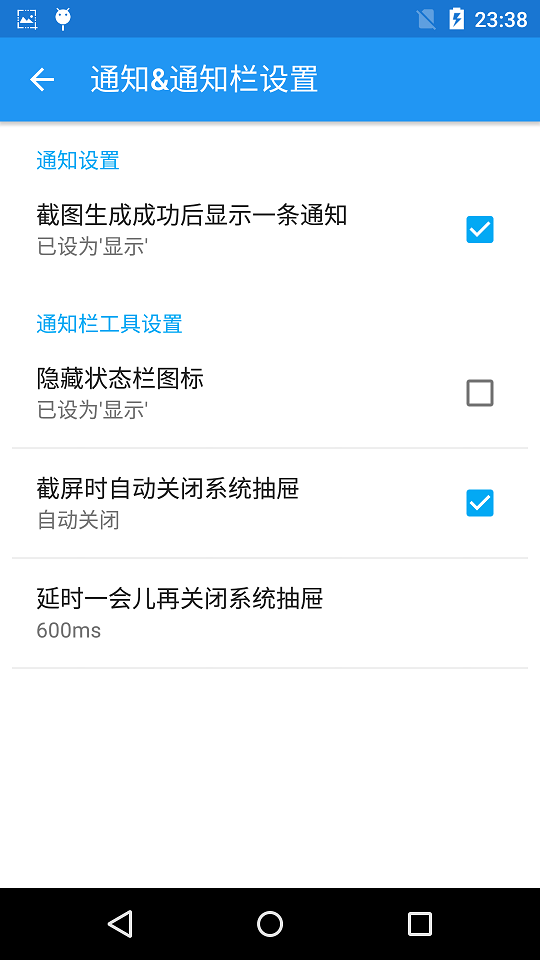 23:38
通知&通知栏设置
通知设置
截图生成成功后显示一条通知
已设为'显示'
通知栏工具设置
隐藏状态栏图标
已设为'显示'
截屏时自动关闭系统抽屉
自动关闭
延时一会儿再关闭系统抽屉
600ms